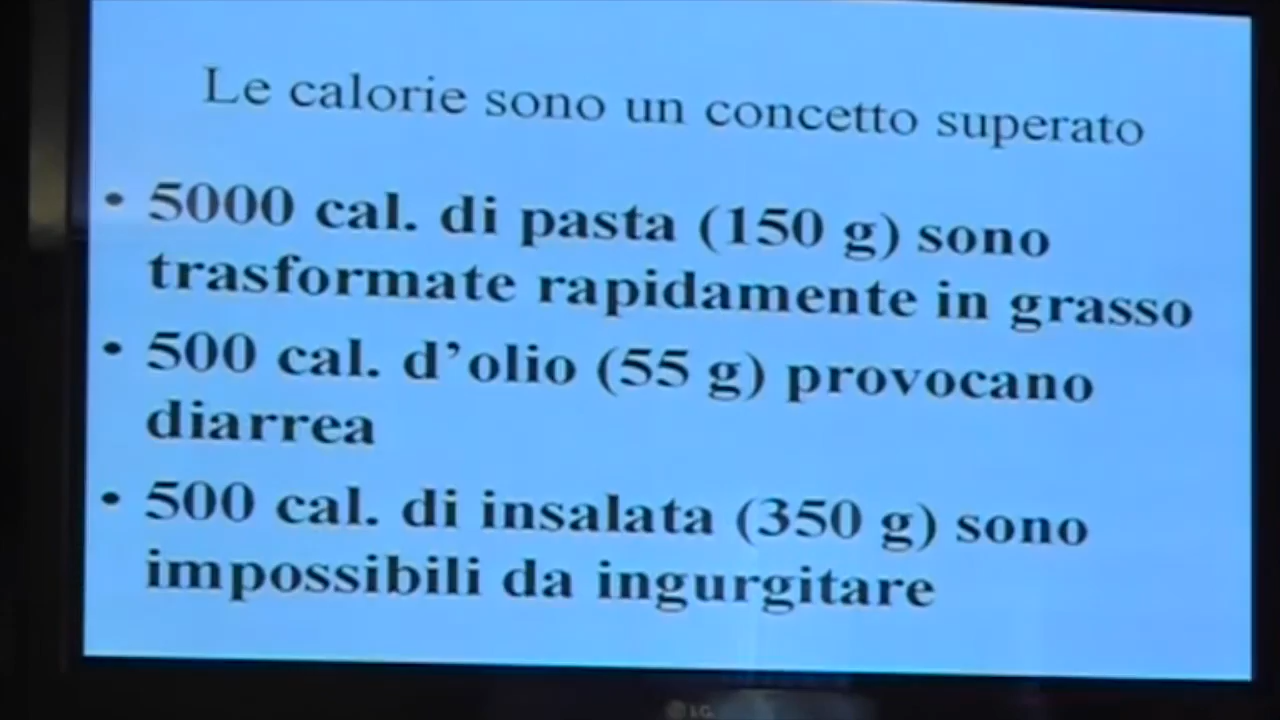 Le calorie sono un concetto superato
• 5000 cal. di pasta (150 g) sono
trasformate rapidamente in grasso
• 500 cal. d'olio (55 g) provocano
diarrea
• 500 cal. di insalata (350 g) sono
impossibili da ingurgitare
LG